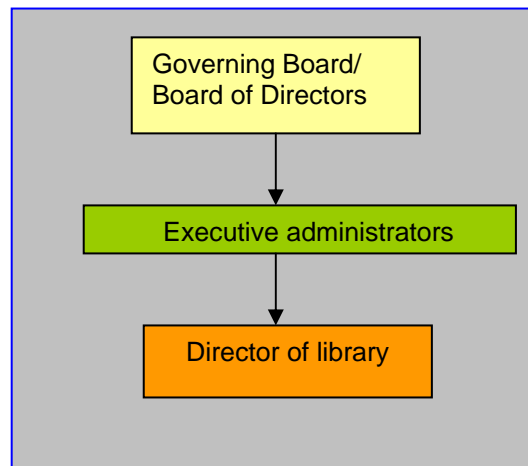 Governing Board/
Board of Directors
Executive administrators
Director of library